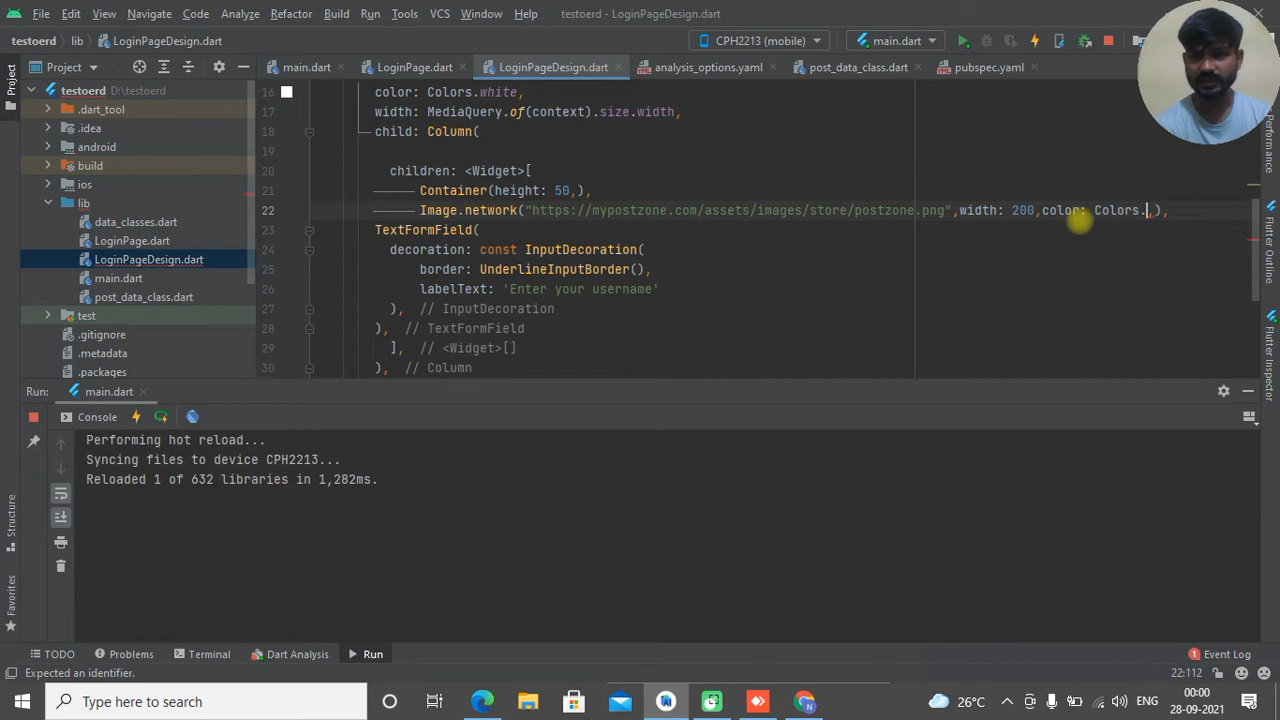 File Edit View Navigate Code Analyze Refactor Build Run Tools VCS Window Help testoerd - LoginPageDesign.dart
testoerd lib LoginPageDesign.dart CPH2213 (mobile) main.dart
Project Project main.dart LoginPage.dart LoginPageDesign.dart analysis_options.yaml post_data_class.dart pubspec.yaml
testoerd D:\testoerd
.dart_tool
.idea
android
build
ios
lib
data_classes.dart
LoginPage.dart
LoginPageDesign.dart
main.dart
post_data_class.dart
test
.gitignore
.metadata
.packages
16 color: Colors.white,
17 width: MediaQuery.of(context).size.width,
18 child: Column(
19
20 children: <Widget>[
21 Container(height: 50,),
22 Image.network("https://mypostzone.com/assets/images/store/postzone.png",width: 200,color: Colors.,),
23 TextFormField(
24 decoration: const InputDecoration(
25 border: UnderlineInputBorder(),
26 labelText: 'Enter your username'
27 ), // InputDecoration
28 ), // TextFormField
29 ], // <Widget>[]
30 ), // Column
Flutter Outline
Flutter Inspector
Run: main.dart
Console
Performing hot reload...
Syncing files to device CPH2213...
Reloaded 1 of 632 libraries in 1,282ms.
Structure
Favorites
TODO Problems Terminal Dart Analysis Run 1 Event Log
Expected an identifier. 22:112
Type here to search 26°C ENG 00:00
28-09-2021